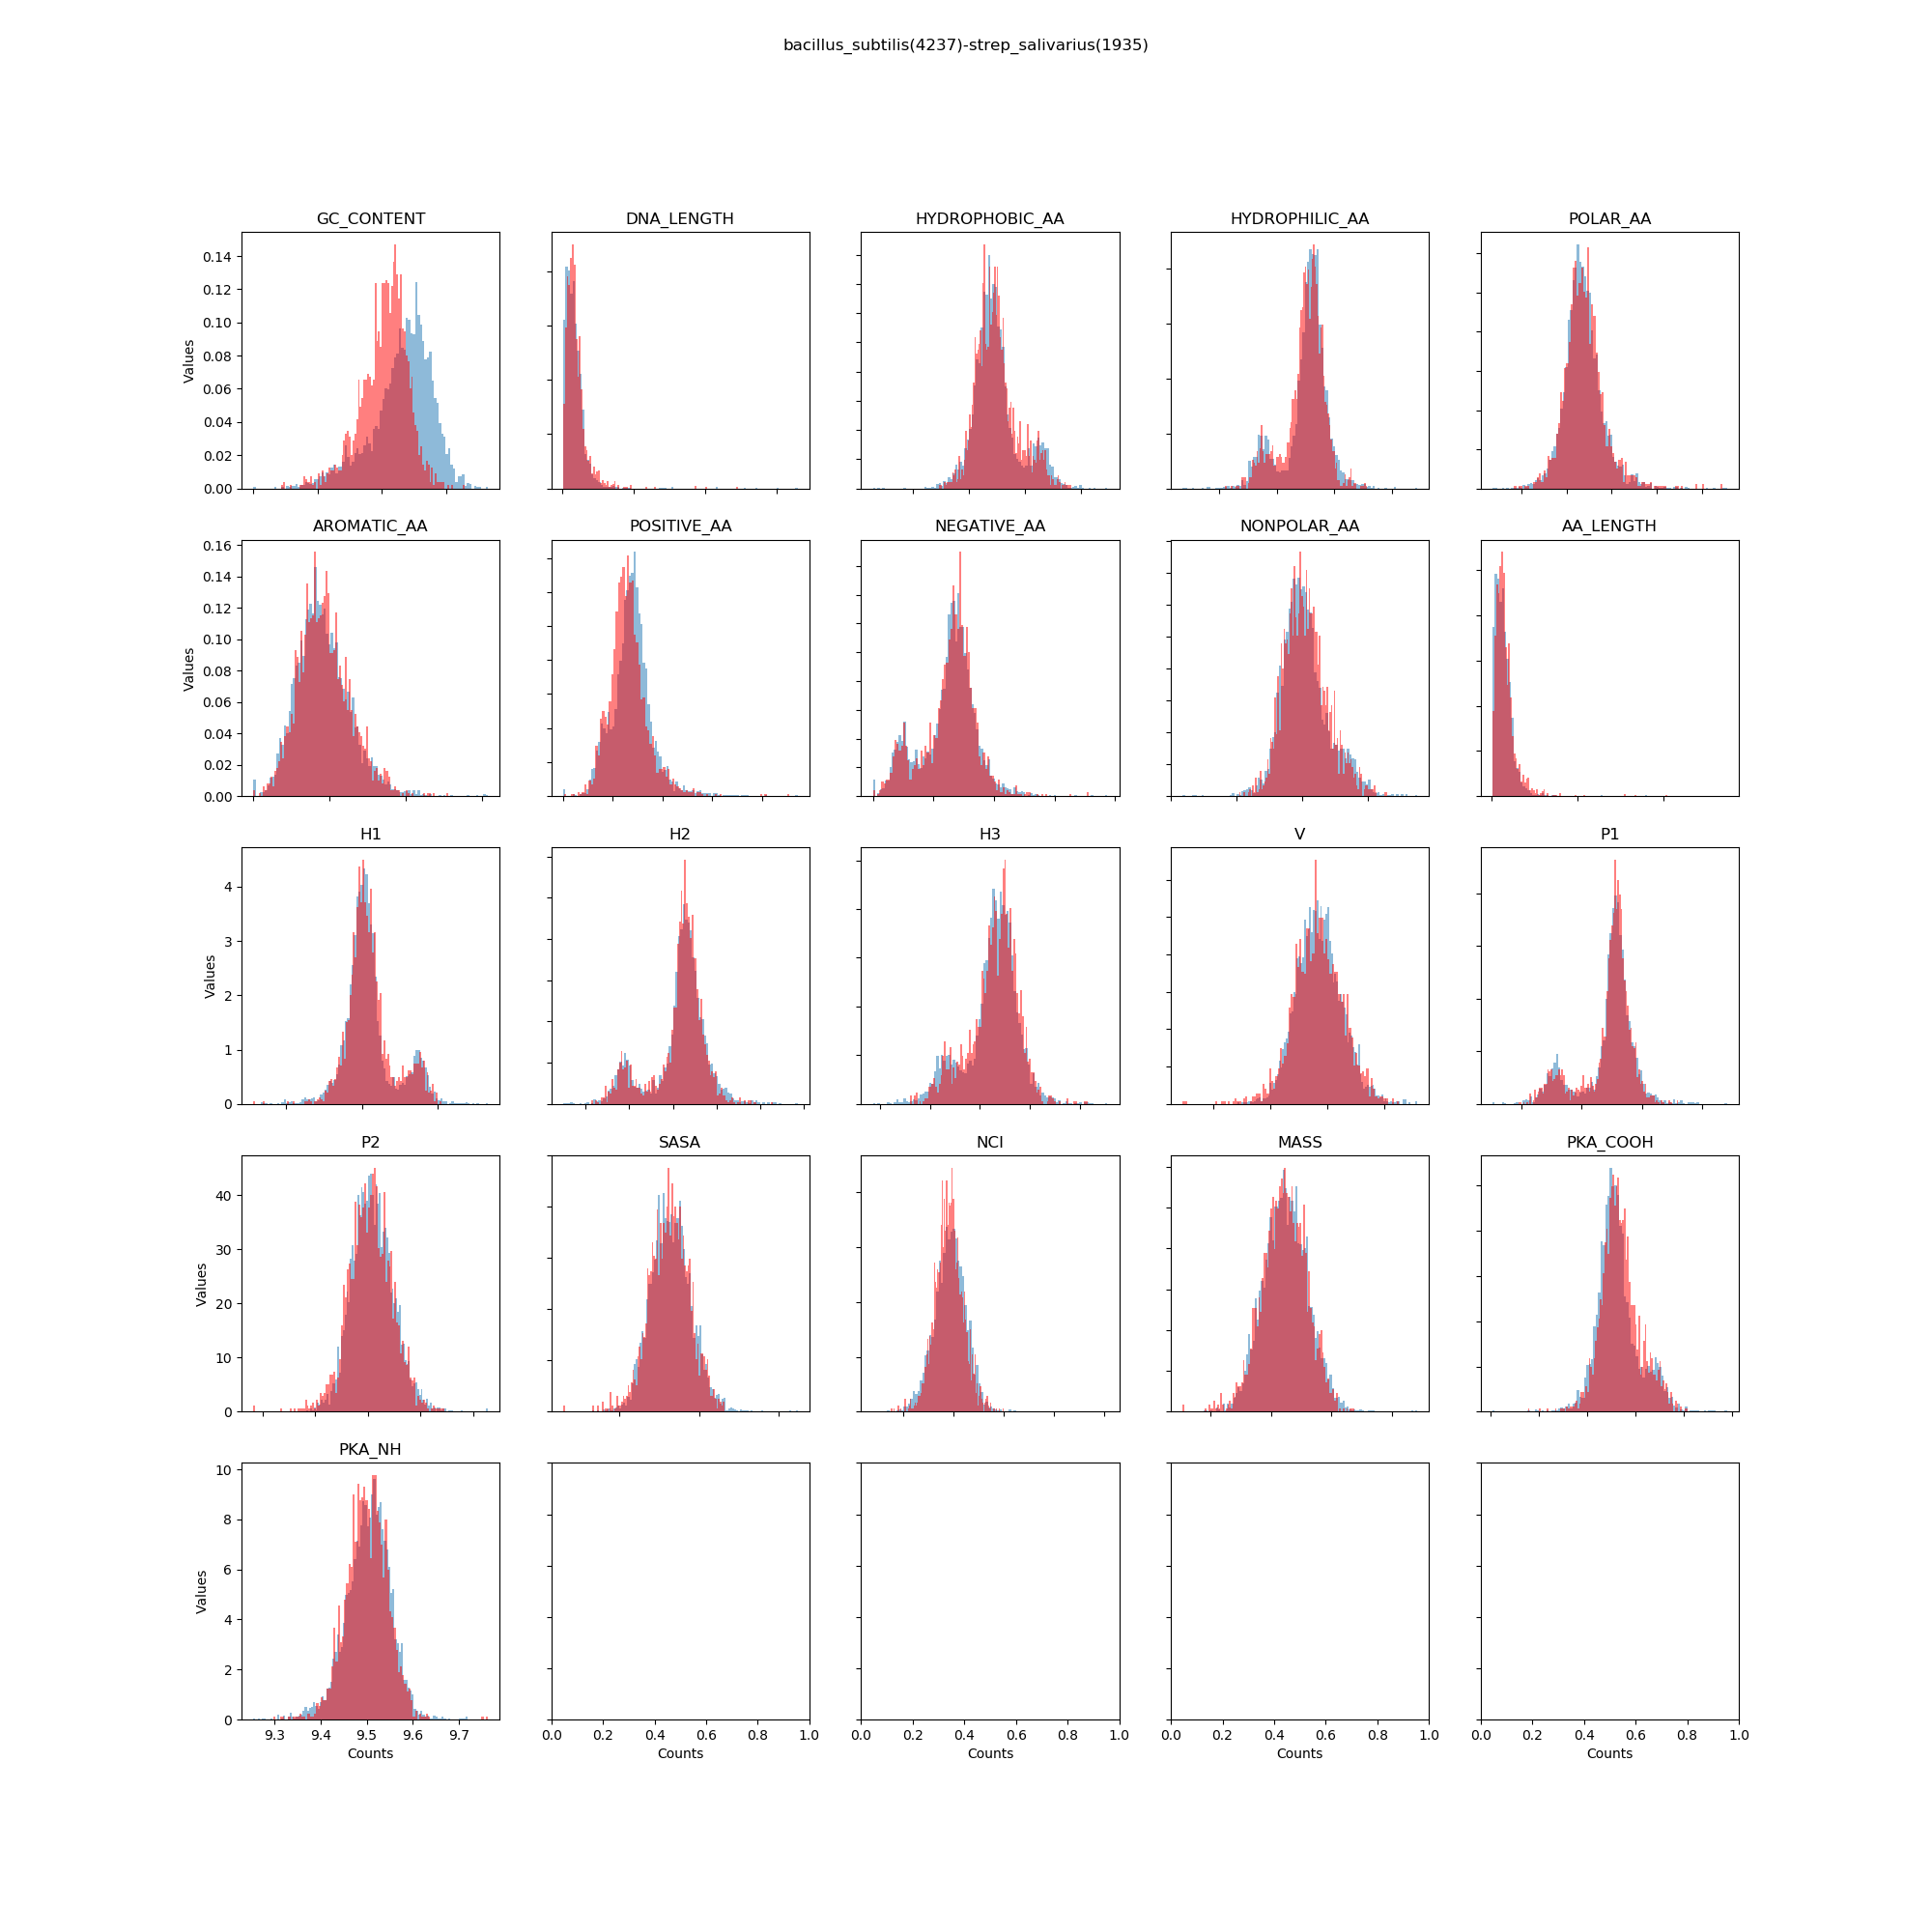 bacillus_subtilis(4237)-strep_salivarius(1935)
GC_CONTENT DNA_LENGTH HYDROPHOBIC_AA HYDROPHILIC_AA POLAR_AA
0.14
0.12
0.10
0.08
0.06
0.04
0.02
0.00
Values
AROMATIC_AA POSITIVE_AA NEGATIVE_AA NONPOLAR_AA AA_LENGTH
0.16
0.14
0.12
0.10
0.08
0.06
0.04
0.02
0.00
Values
H1 H2 H3 V P1
4
3
2
1
0
Values
P2 SASA NCI MASS PKA_COOH
40
30
20
10
0
Values
PKA_NH
10
8
6
4
2
0
Values
9.3 9.4 9.5 9.6 9.7 0.0 0.2 0.4 0.6 0.8 1.0 0.0 0.2 0.4 0.6 0.8 1.0 0.0 0.2 0.4 0.6 0.8 1.0 0.0 0.2 0.4 0.6 0.8 1.0
Counts Counts Counts Counts Counts